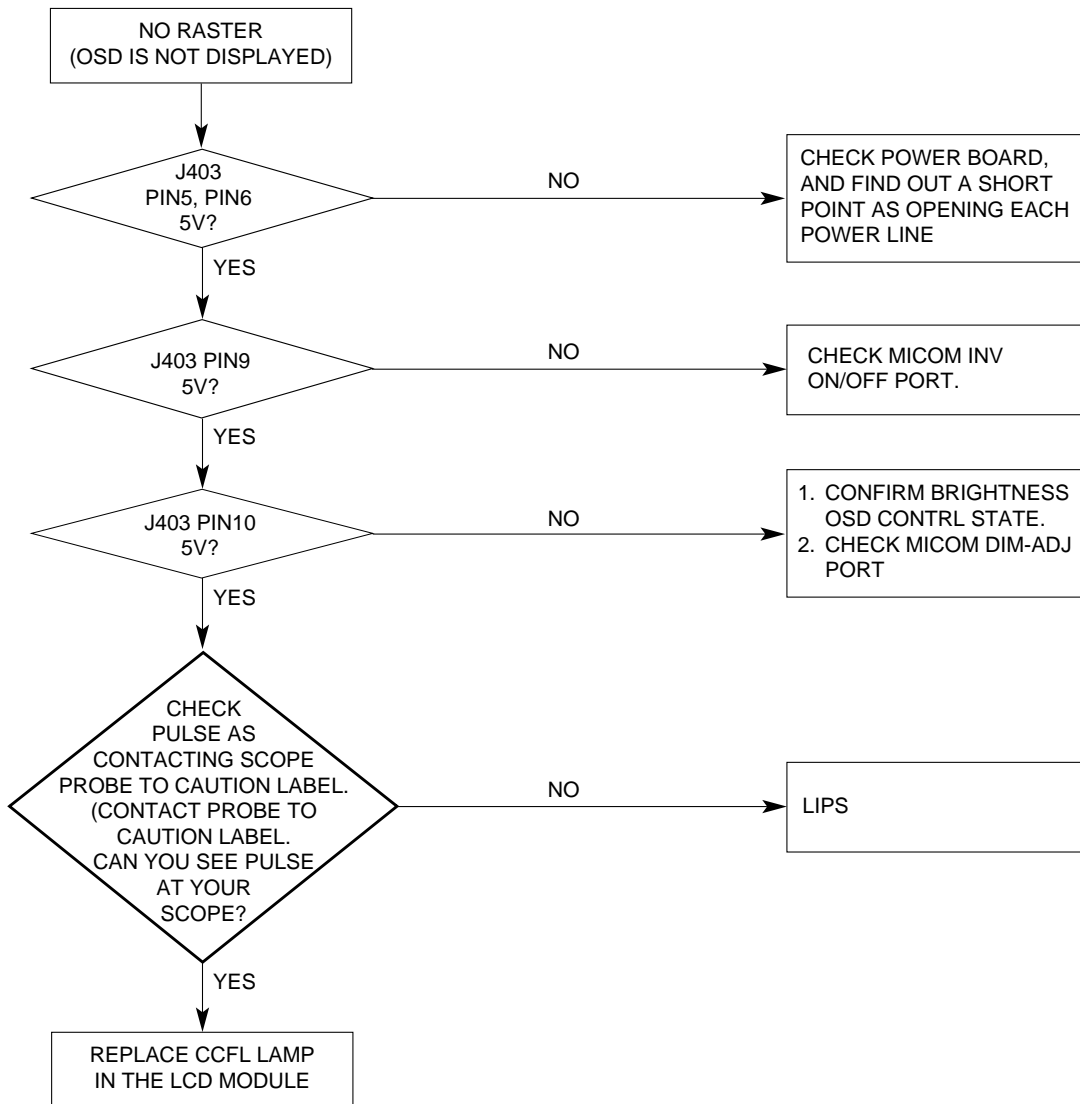 NO RASTER
(OSD IS NOT DISPLAYED)
J403
PIN5, PIN6
5V?
NO
CHECK POWER BOARD,
AND FIND OUT A SHORT
POINT AS OPENING EACH
POWER LINE
YES
J403 PIN9
5V?
NO
CHECK MICOM INV
ON/OFF PORT.
YES
J403 PIN10
5V?
NO
1. CONFIRM BRIGHTNESS
OSD CONTRL STATE.
2. CHECK MICOM DIM-ADJ
PORT
YES
CHECK
PULSE AS
CONTACTING SCOPE
PROBE TO CAUTION LABEL.
(CONTACT PROBE TO
CAUTION LABEL.
CAN YOU SEE PULSE
AT YOUR
SCOPE?
NO
LIPS
YES
REPLACE CCFL LAMP
IN THE LCD MODULE